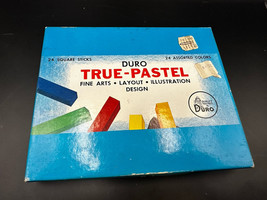 24 SQUARE STICKS
24 ASSORTED COLORS
DURO
TRUE-PASTEL
FINE ARTS • LAYOUT • ILLUSTRATION
DESIGN
DURO